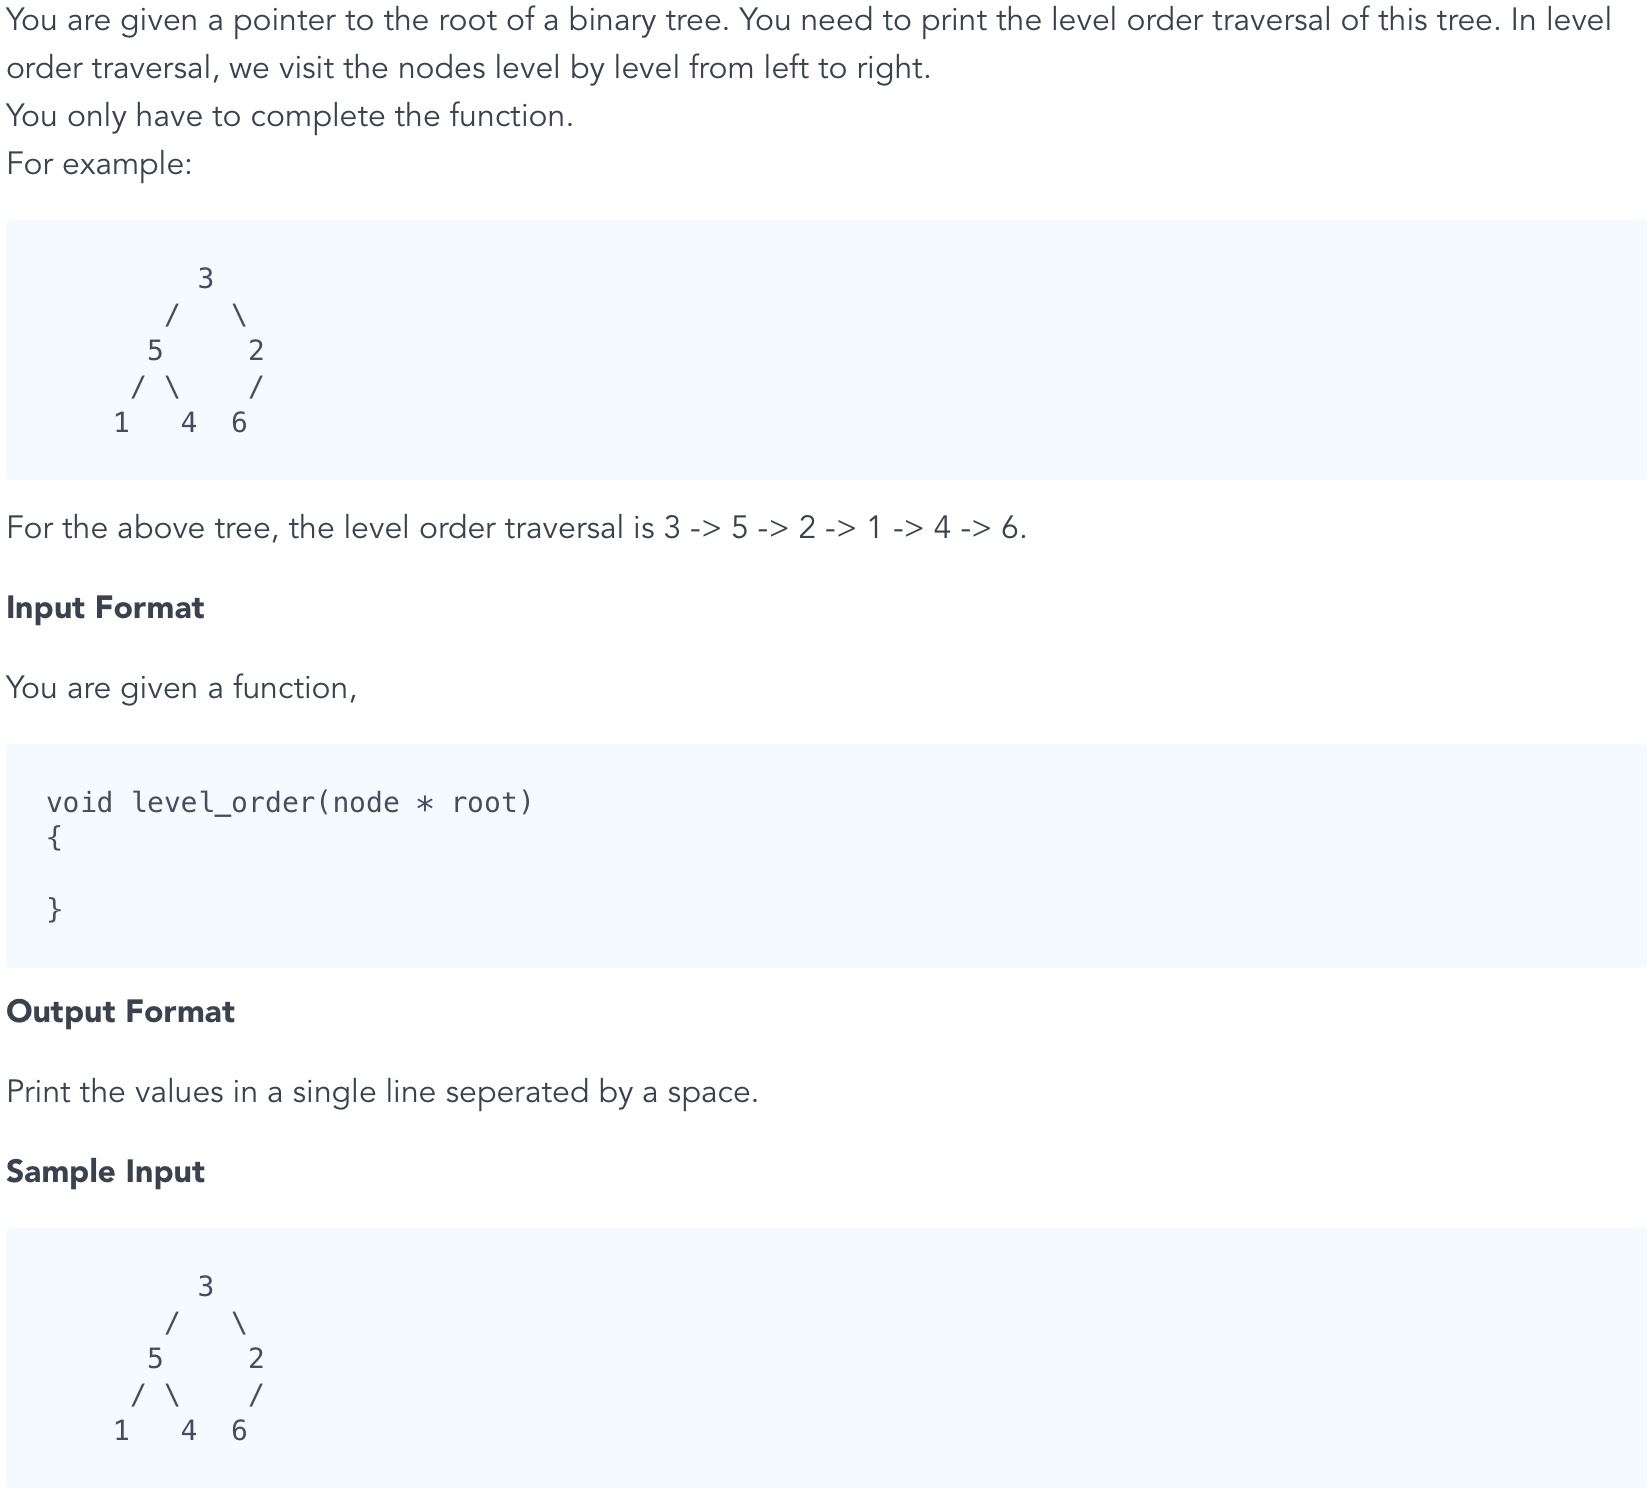 You are given a pointer to the root of a binary tree. You need to print the level order traversal of this tree. In level
order traversal, we visit the nodes level by level from left to right.
You only have to complete the function.
For example:
3
/ \
5 2
/ \ /
1 4 6
For the above tree, the level order traversal is 3 -> 5 -> 2 -> 1 -> 4 -> 6.
Input Format
You are given a function,
void level_order(node * root)
{
}
Output Format
Print the values in a single line seperated by a space.
Sample Input
3
/ \
5 2
/ \ /
1 4 6